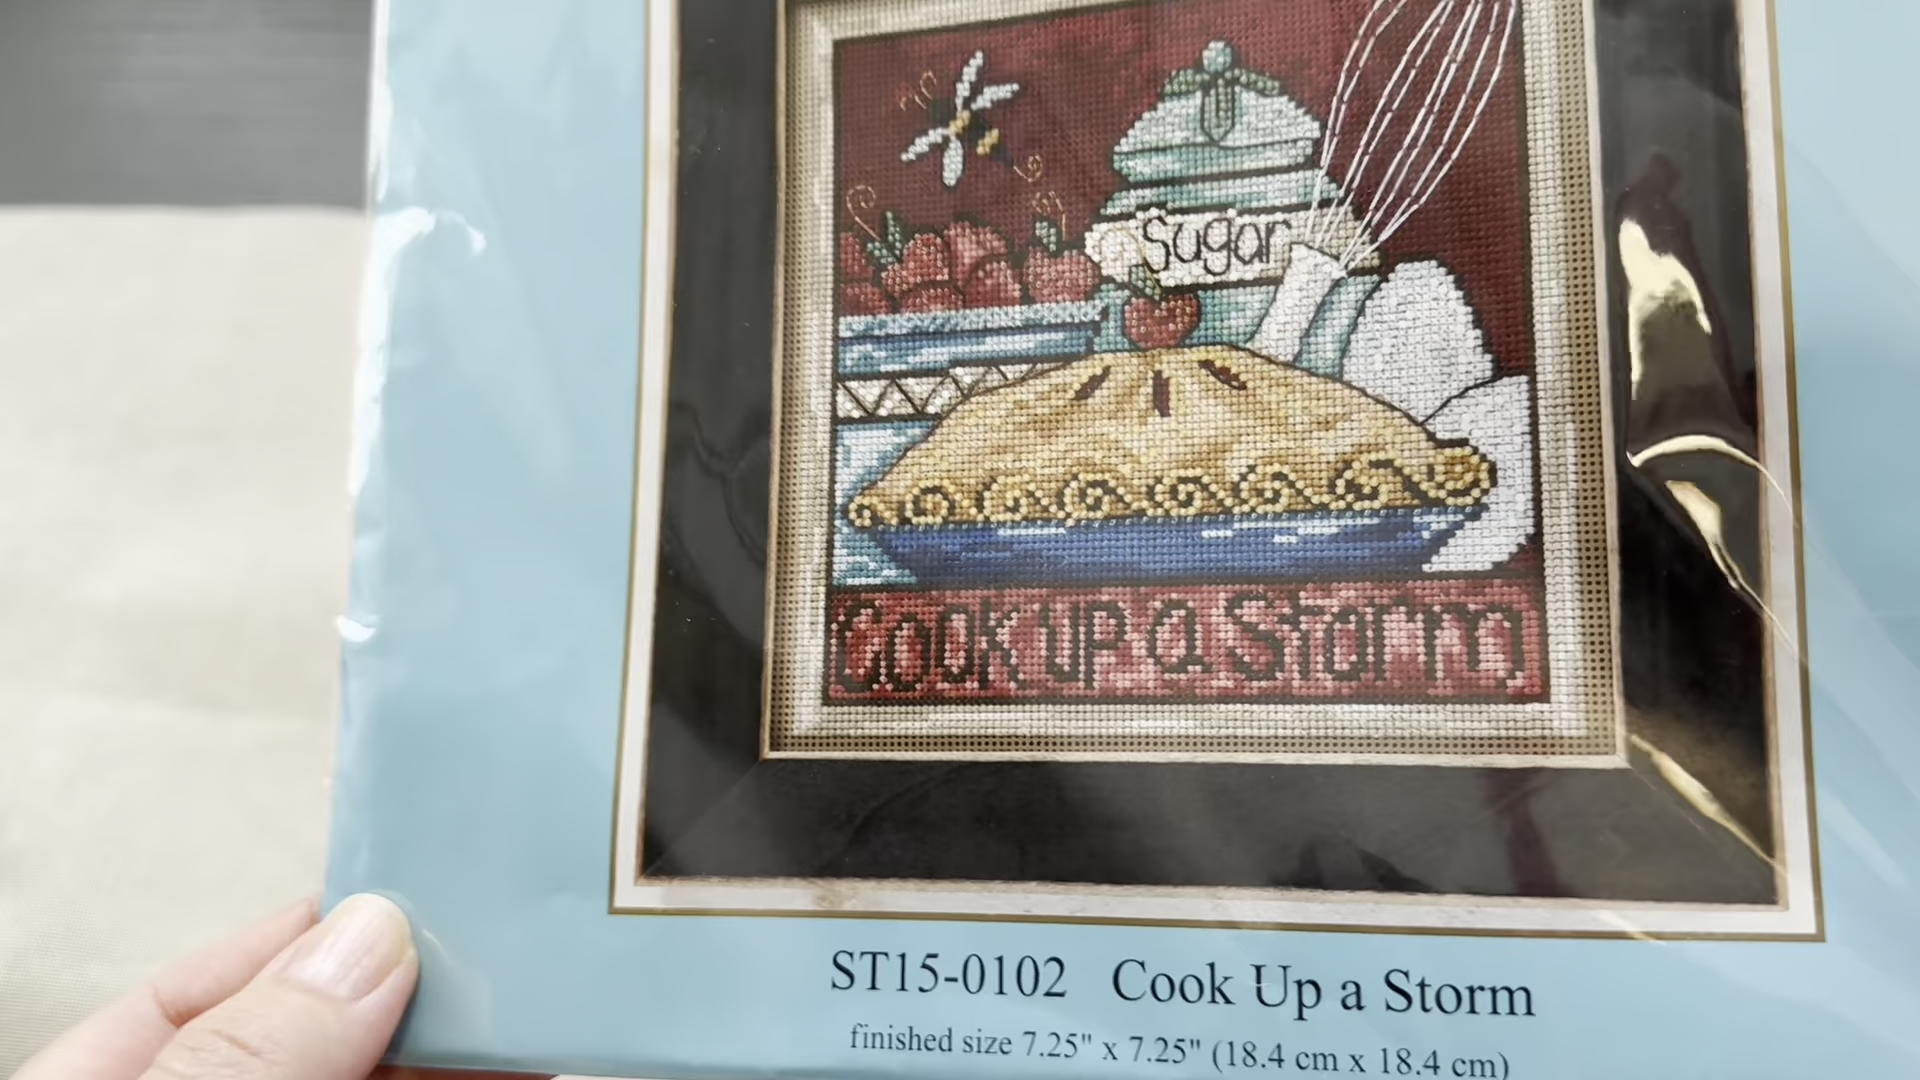 Sugar
Cook up a Storm
ST15-0102 Cook Up a Storm
finished size 7.25" x 7.25" (18.4 cm x 18.4 cm)